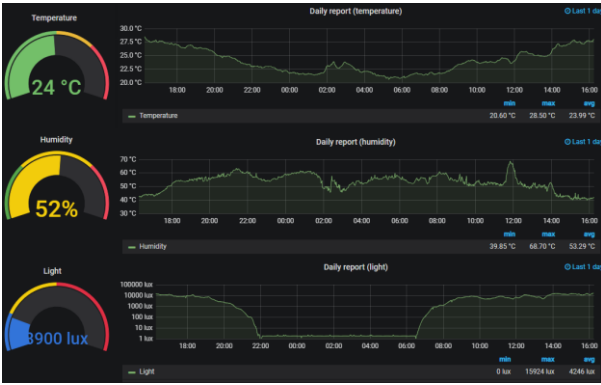 Temperature
24 °C
Daily report (temperature)
Last 1 day
30.0 °C
27.5 °C
25.0 °C
22.5 °C
20.0 °C
18:00 20:00 22:00 00:00 02:00 04:00 06:00 08:00 10:00 12:00 14:00 16:00
min max avg
Temperature 20.60 °C 28.50 °C 23.99 °C
Humidity
52%
Daily report (humidity)
Last 1 day
70 °C
60 °C
50 °C
40 °C
30 °C
18:00 20:00 22:00 00:00 02:00 04:00 06:00 08:00 10:00 12:00 14:00 16:00
min max avg
Humidity 39.85 °C 68.70 °C 53.29 °C
Light
3900 lux
Daily report (light)
Last 1 day
100000 lux
10000 lux
1000 lux
100 lux
10 lux
1 lux
18:00 20:00 22:00 00:00 02:00 04:00 06:00 08:00 10:00 12:00 14:00 16:00
min max avg
Light 0 lux 15924 lux 4246 lux